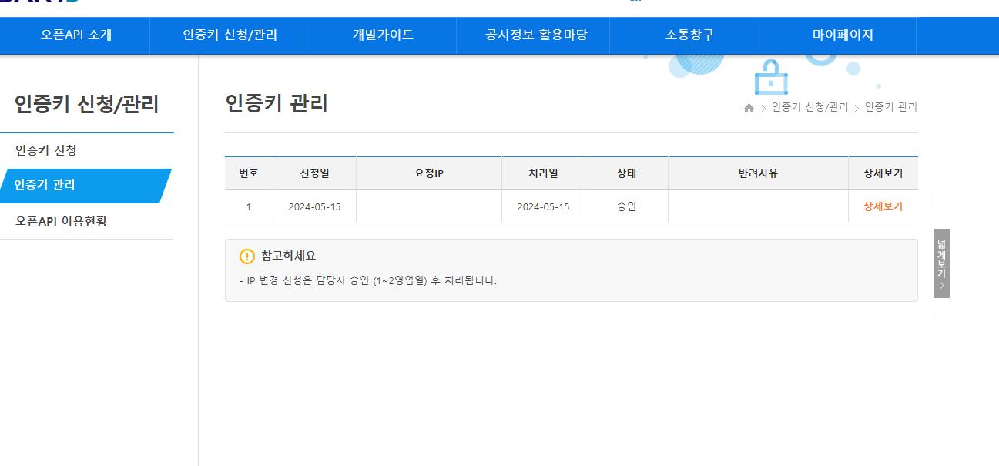 오픈API 소개 인증키 신청/관리 개발가이드 공시정보 활용마당 소통창구 마이페이지
인증키 신청/관리
인증키 신청
인증키 관리
오픈API 이용현황
인증키 관리
인증키 신청/관리 > 인증키 관리
번호 신청일 요청IP 처리일 상태 반려사유 상세보기
1 2024-05-15 2024-05-15 승인 상세보기
참고하세요
- IP 변경 신청은 담당자 승인 (1~2영업일) 후 처리됩니다.
넓게보기 >